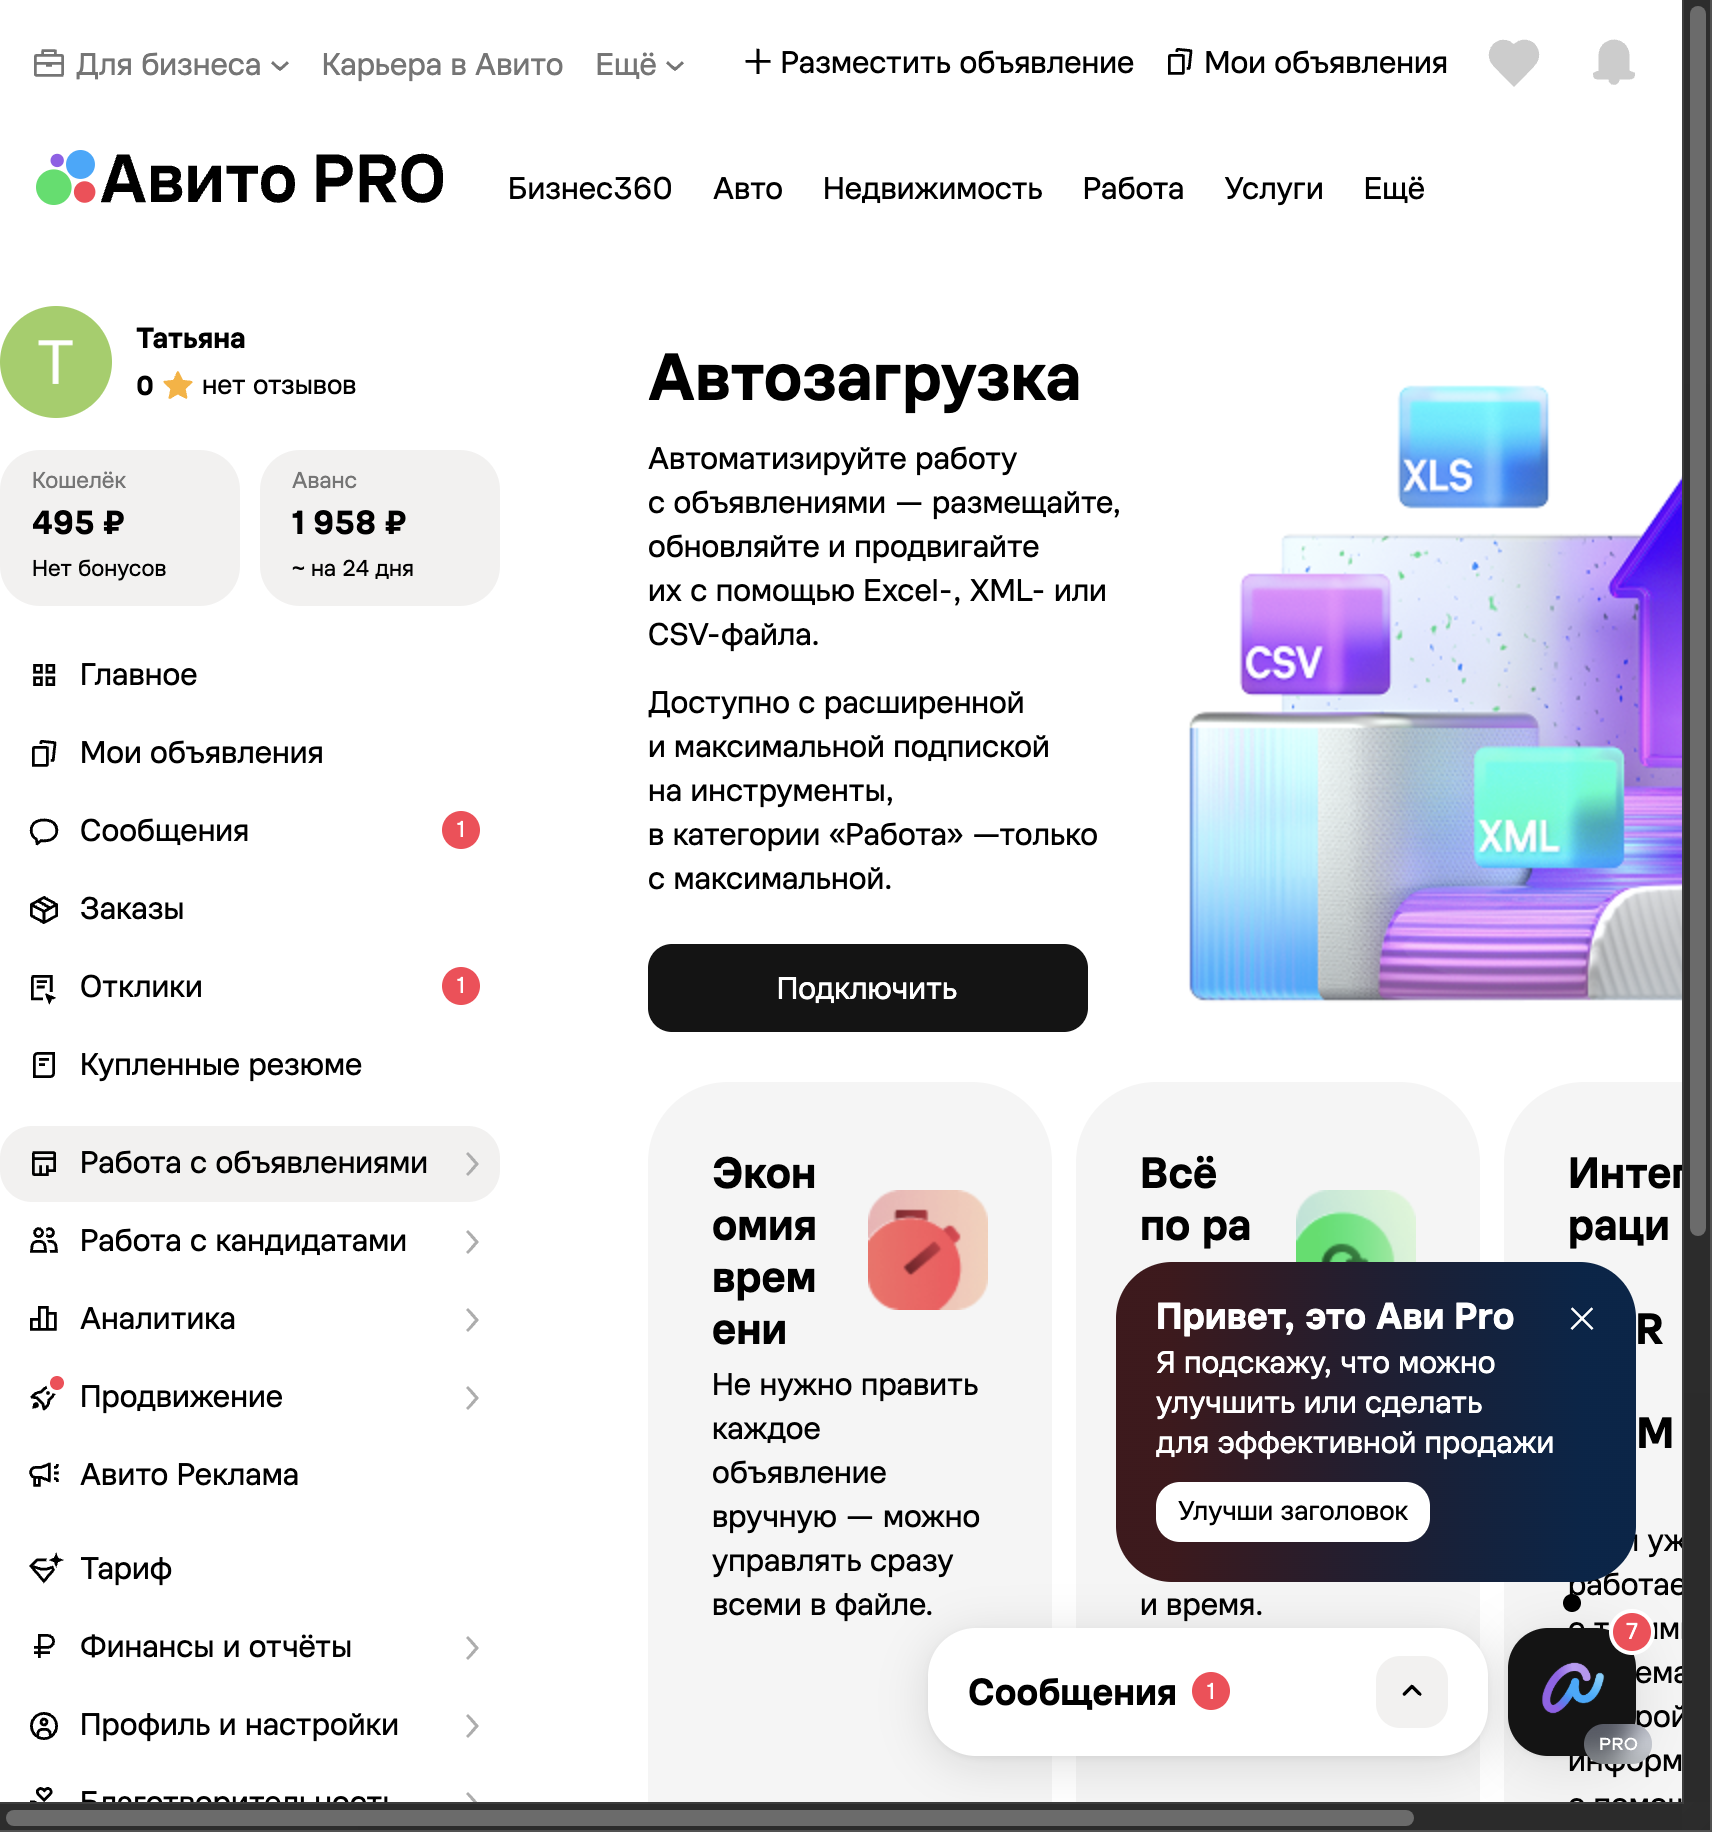 Для бизнеса
Карьера в Авито
Ещё
Разместить объявление
Мои объявления
Авито PRO
Бизнес360
Авто
Недвижимость
Работа
Услуги
Ещё
Т
Татьяна
0 нет отзывов
Кошелёк
495 ₽
Нет бонусов
Аванс
1 958 ₽
~ на 24 дня
Главное
Мои объявления
Сообщения 1
Заказы
Отклики 1
Купленные резюме
Работа с объявлениями
Работа с кандидатами
Аналитика
Продвижение
Авито Реклама
Тариф
Финансы и отчёты
Профиль и настройки
Благотворительность
Автозагрузка
Автоматизируйте работу
с объявлениями — размещайте,
обновляйте и продвигайте
их с помощью Excel-, XML- или
CSV-файла.
Доступно с расширенной
и максимальной подпиской
на инструменты,
в категории «Работа» —только
с максимальной.
Подключить
XLS
CSV
XML
Экон
омия
врем
ени
Не нужно править
каждое
объявление
вручную — можно
управлять сразу
всеми в файле.
Всё
по ра
и время.
Интег
раци
R
М
уж
работае
Привет, это Ави Pro
Я подскажу, что можно
улучшить или сделать
для эффективной продажи
Улучши заголовок
Сообщения 1
7
PRO